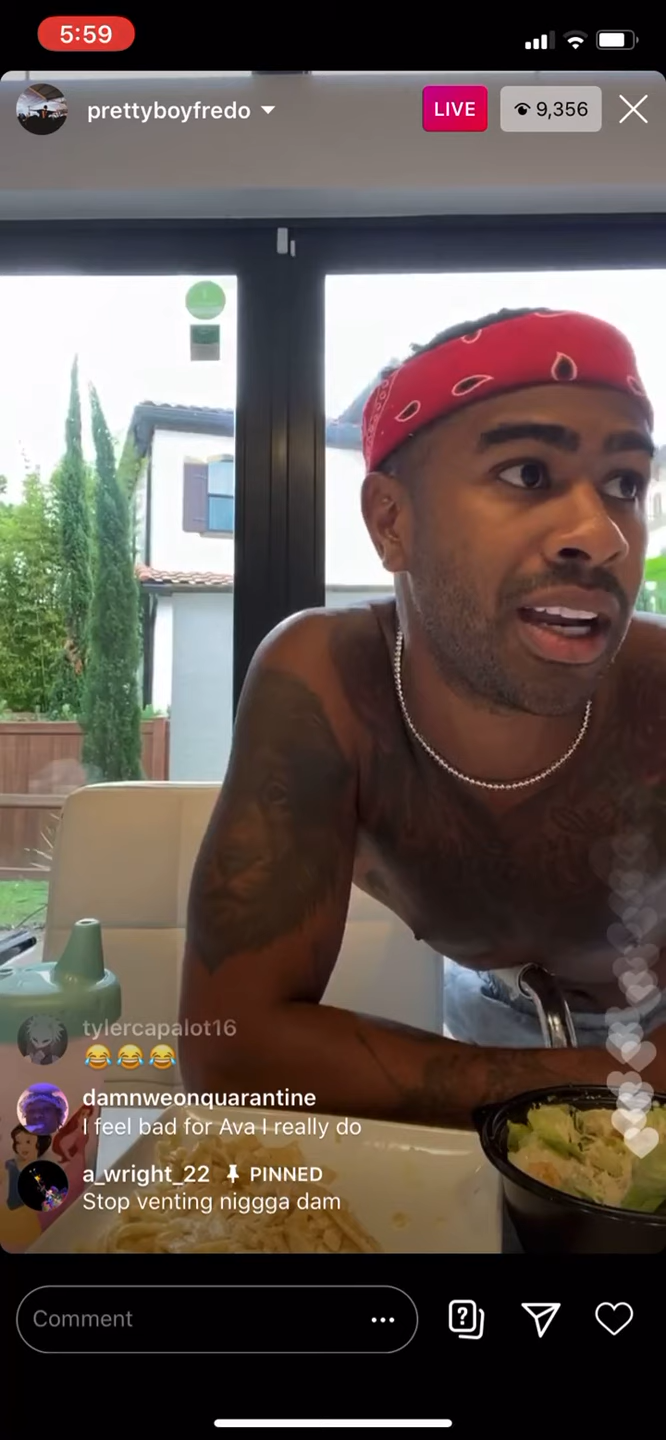 5:59
prettyboyfredo
LIVE
9,356
tylercapalot16
😂😂😂
damnweonquarantine
I feel bad for Ava I really do
a_wright_22 PINNED
Stop venting niggga dam
Comment